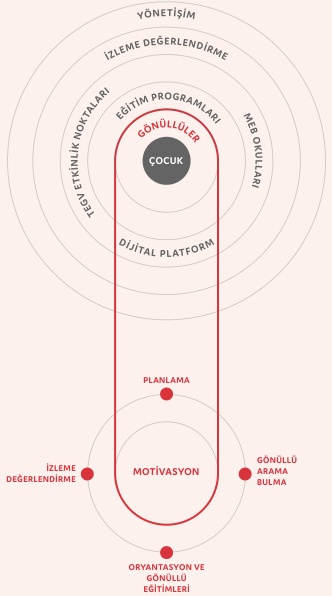 YÖNETİŞİM
İZLEME DEĞERLENDİRME
EĞİTİM PROGRAMLARI
GÖNÜLLÜLER
ÇOCUK
TEGV ETKİNLİK NOKTALARI
MEB OKULLARI
DİJİTAL PLATFORM
PLANLAMA
MOTİVASYON
İZLEME
DEĞERLENDİRME
GÖNÜLLÜ
ARAMA
BULMA
ORYANTASYON VE
GÖNÜLLÜ
EĞİTİMLERİ